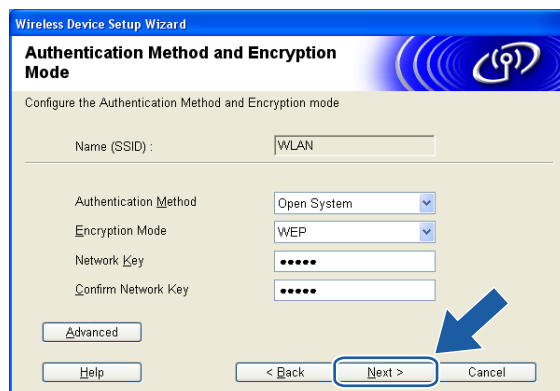 Wireless Device Setup Wizard
Authentication Method and Encryption
Mode
Configure the Authentication Method and Encryption mode
Name (SSID) : WLAN
Authentication Method Open System
Encryption Mode WEP
Network Key •••••
Confirm Network Key •••••
Advanced
Help < Back Next > Cancel